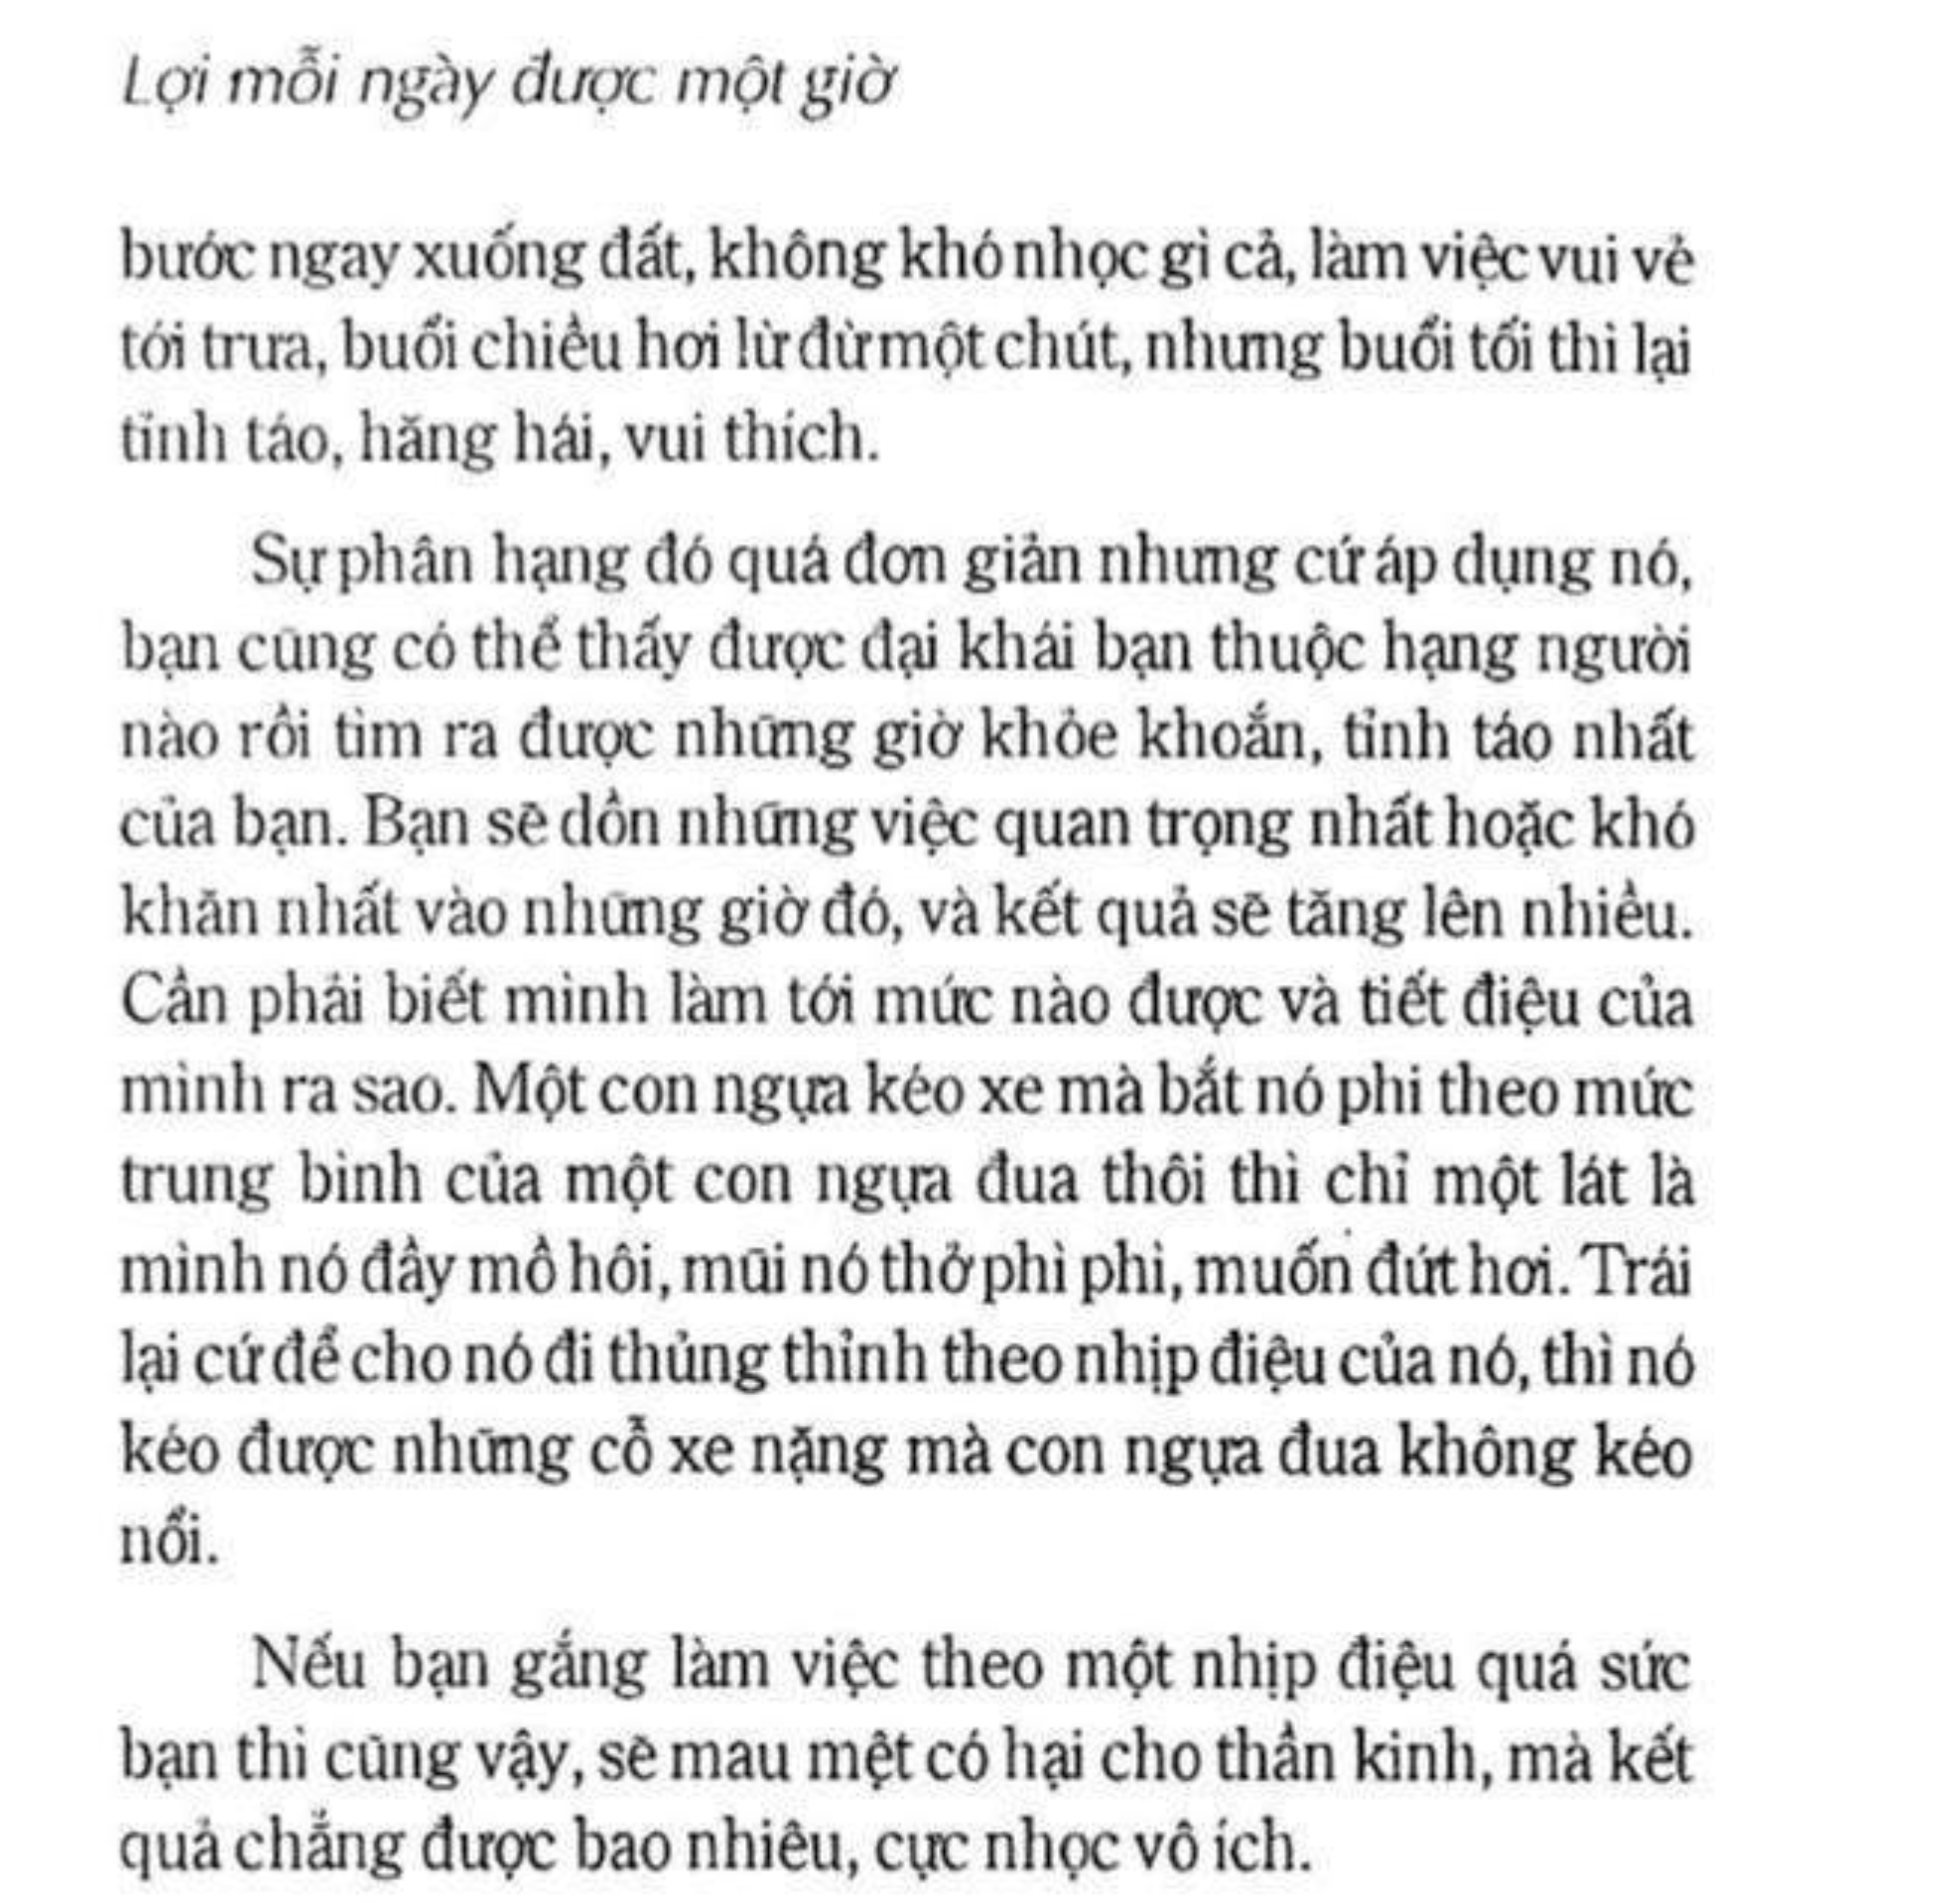 Lợi mỗi ngày được một giờ
bước ngay xuống đất, không khó nhọc gì cả, làm việc vui vẻ
tới trưa, buổi chiều hơi lừ đừ một chút, nhưng buổi tối thì lại
tỉnh táo, hăng hái, vui thích.
Sự phân hạng đó quá đơn giản nhưng cứ áp dụng nó,
bạn cũng có thể thấy được đại khái bạn thuộc hạng người
nào rồi tìm ra được những giờ khỏe khoắn, tỉnh táo nhất
của bạn. Bạn sẽ dồn những việc quan trọng nhất hoặc khó
khăn nhất vào những giờ đó, và kết quả sẽ tăng lên nhiều.
Cần phải biết mình làm tới mức nào được và tiết điệu của
mình ra sao. Một con ngựa kéo xe mà bắt nó phi theo mức
trung bình của một con ngựa đua thôi thì chỉ một lát là
mình nó đầy mồ hôi, mũi nó thở phì phì, muốn đứt hơi. Trái
lại cứ để cho nó đi thủng thỉnh theo nhịp điệu của nó, thì nó
kéo được những cỗ xe nặng mà con ngựa đua không kéo
nổi.
Nếu bạn gắng làm việc theo một nhịp điệu quá sức
bạn thì cũng vậy, sẽ mau mệt có hại cho thần kinh, mà kết
quả chẳng được bao nhiêu, cực nhọc vô ích.